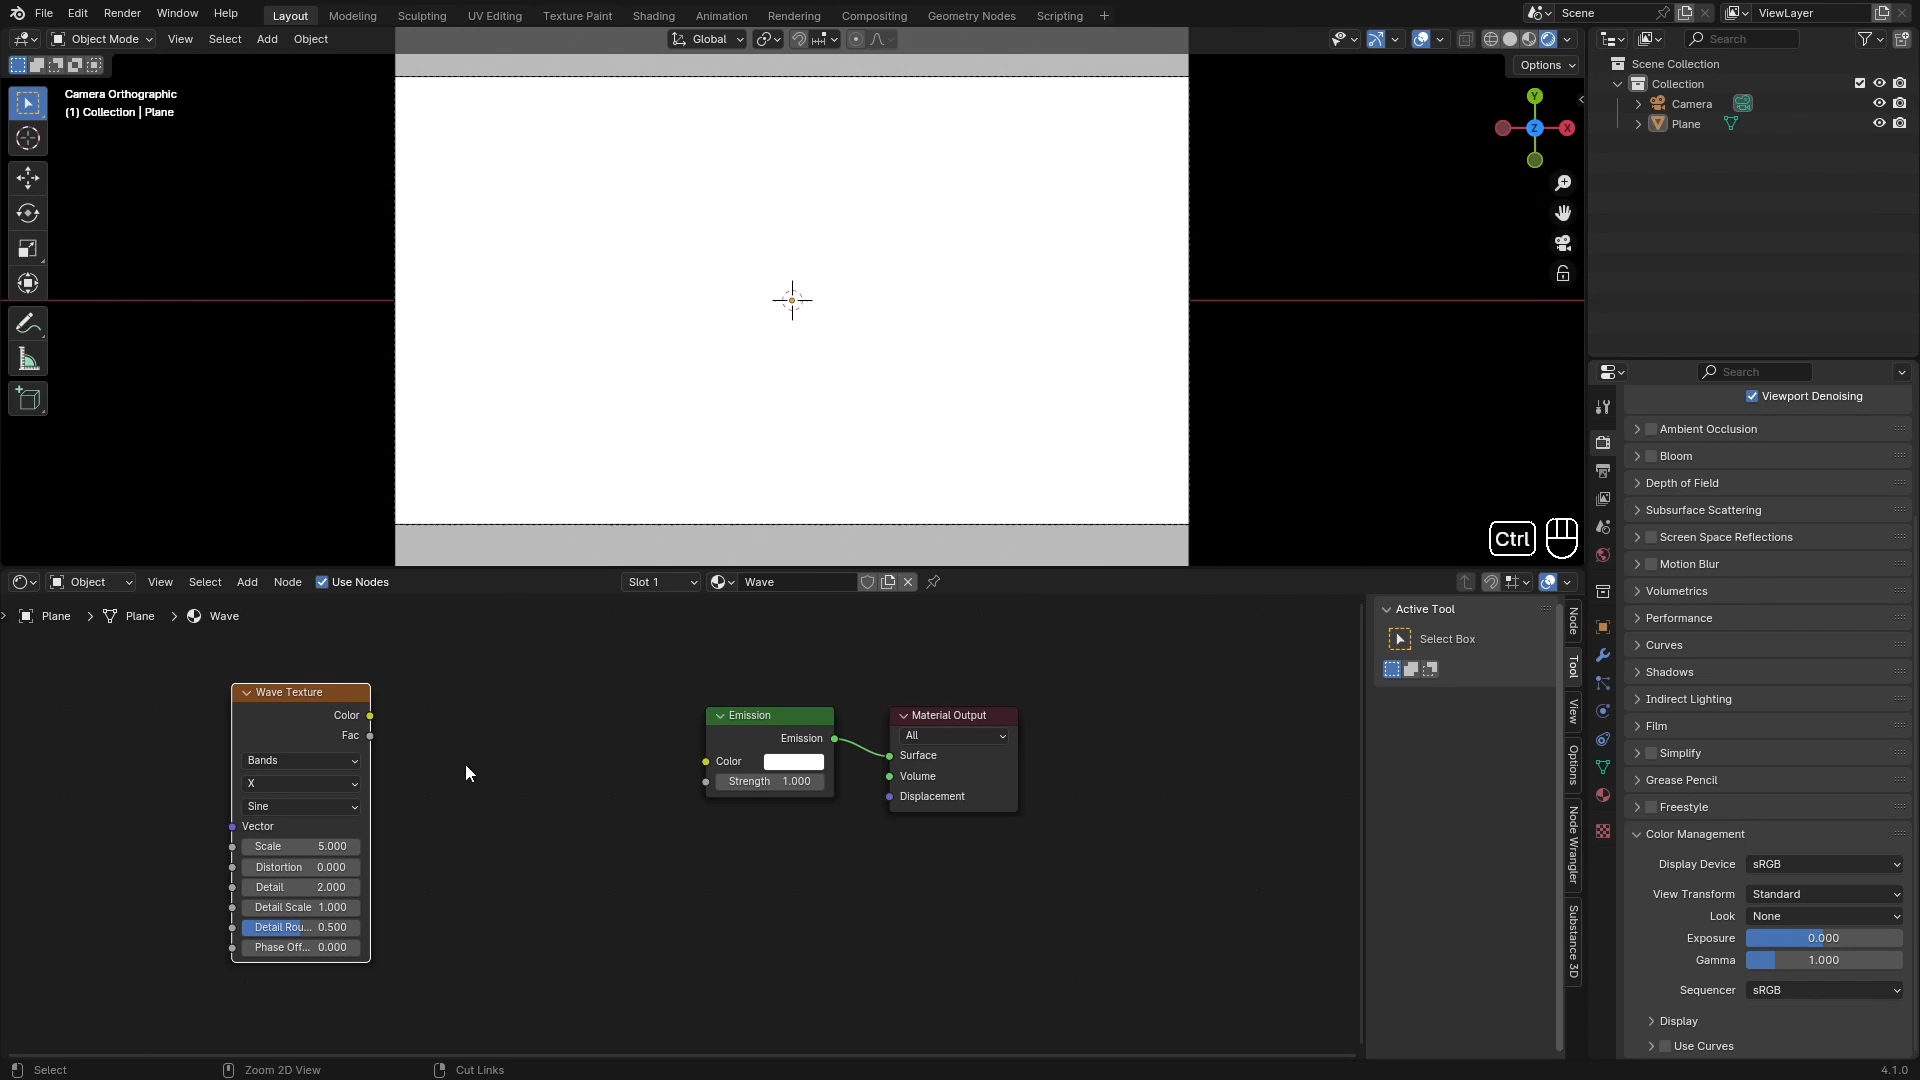 File Edit Render Window Help Layout Modeling Sculpting UV Editing Texture Paint Shading Animation Rendering Compositing Geometry Nodes Scripting + Scene ViewLayer
Object Mode View Select Add Object Global Search
Options
Camera Orthographic
(1) Collection | Plane
Y
Z X
Scene Collection
Collection
Camera
Plane
Search
Viewport Denoising
Ambient Occlusion
Bloom
Depth of Field
Subsurface Scattering
Screen Space Reflections
Motion Blur
Volumetrics
Performance
Curves
Shadows
Indirect Lighting
Film
Simplify
Grease Pencil
Freestyle
Color Management
Display Device sRGB
View Transform Standard
Look None
Exposure 0.000
Gamma 1.000
Sequencer sRGB
Display
Use Curves
Ctrl
Object View Select Add Node Use Nodes Slot 1 Wave
Plane Plane Wave
Wave Texture
Color
Fac
Bands
X
Sine
Vector
Scale 5.000
Distortion 0.000
Detail 2.000
Detail Scale 1.000
Detail Rou... 0.500
Phase Off... 0.000
Emission
Emission
Color
Strength 1.000
Material Output
All
Surface
Volume
Displacement
Active Tool
Select Box
Node
Tool
View
Options
Node Wrangler
Substance 3D
Select Zoom 2D View Cut Links 4.1.0